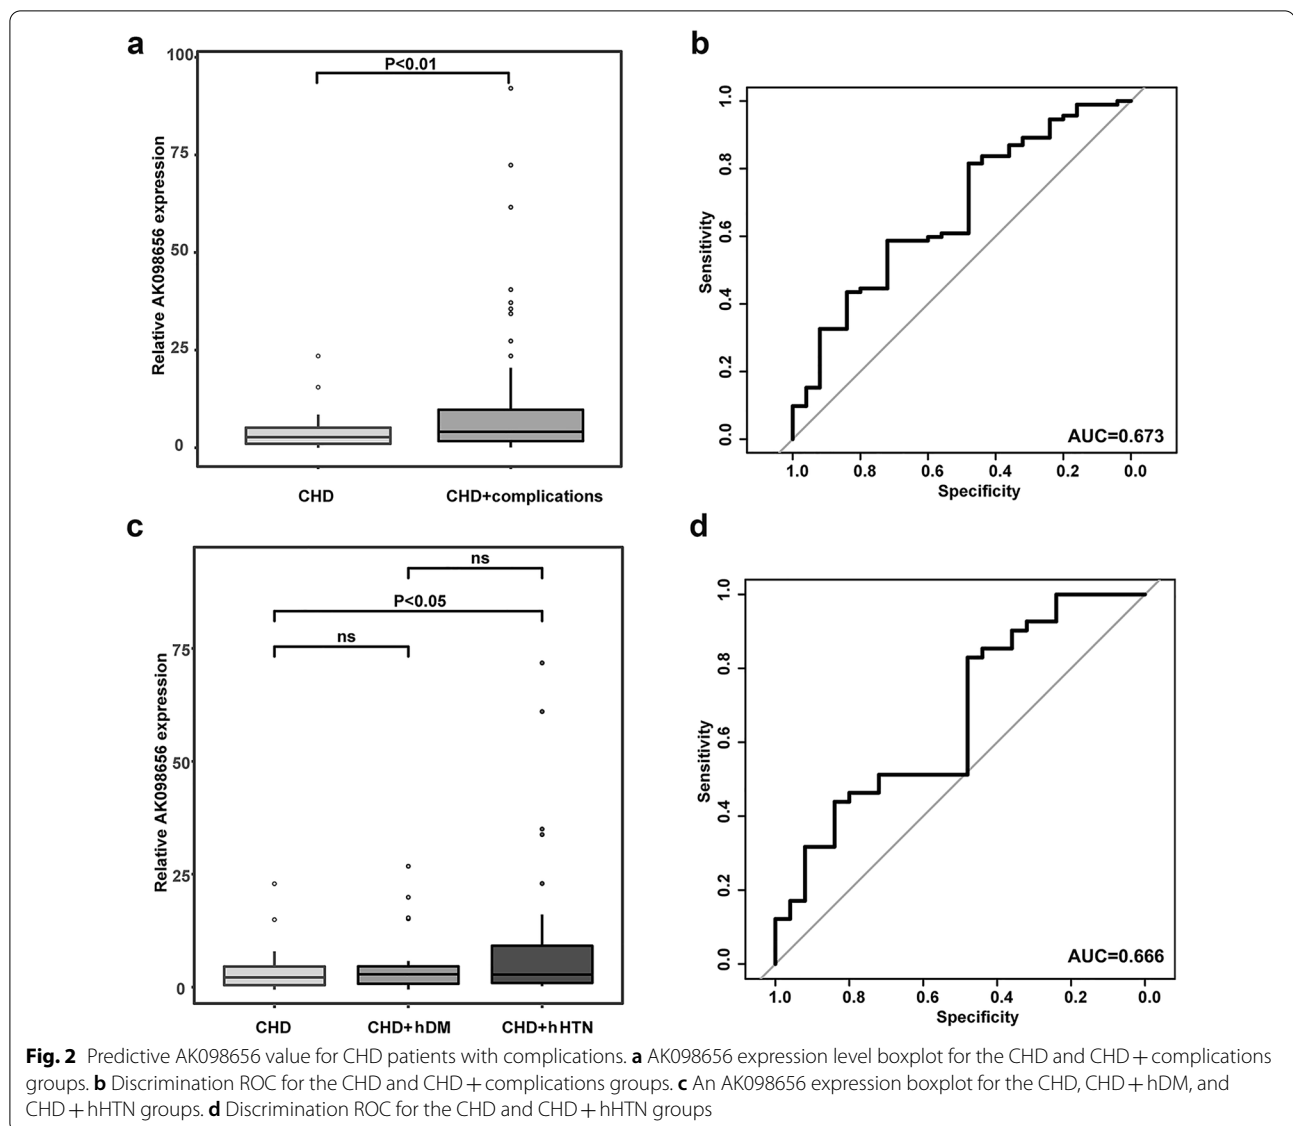 a
100
75
50
25
0
Relative AK098656 expression
P<0.01
CHD
CHD+complications
b
1.0
0.8
0.6
0.4
0.2
0.0
Sensitivity
AUC=0.673
1.0 0.8 0.6 0.4 0.2 0.0
Specificity
c
75
50
25
0
Relative AK098656 expression
ns
P<0.05
ns
CHD
CHD+hDM
CHD+hHTN
d
1.0
0.8
0.6
0.4
0.2
0.0
Sensitivity
AUC=0.666
1.0 0.8 0.6 0.4 0.2 0.0
Specificity
Fig. 2 Predictive AK098656 value for CHD patients with complications. a AK098656 expression level boxplot for the CHD and CHD + complications
groups. b Discrimination ROC for the CHD and CHD + complications groups. c An AK098656 expression boxplot for the CHD, CHD + hDM, and
CHD + hHTN groups. d Discrimination ROC for the CHD and CHD + hHTN groups